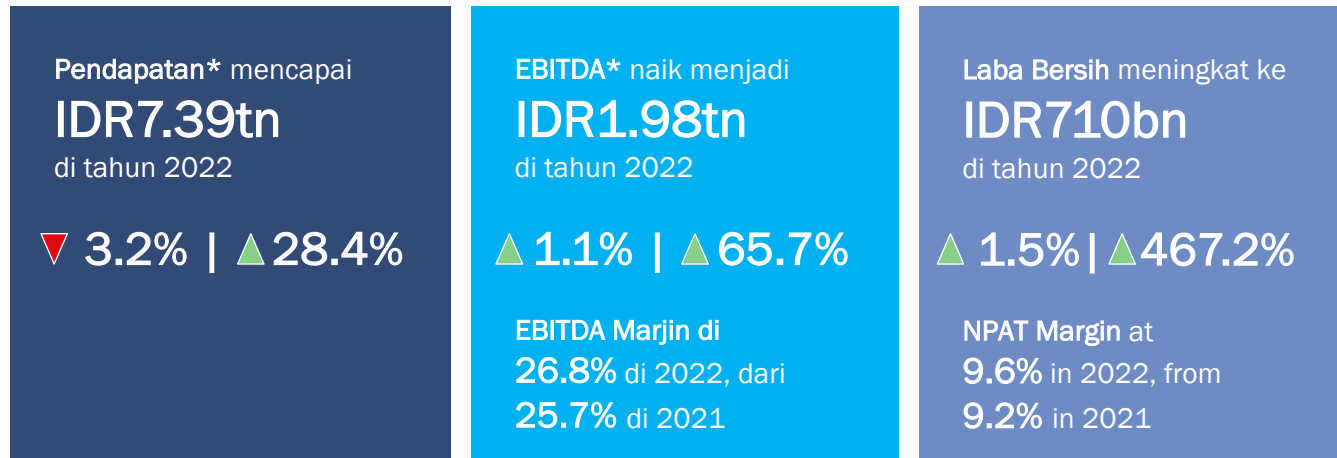 Pendapatan* mencapai
IDR7.39tn
di tahun 2022
▼ 3.2% | ▲28.4%
EBITDA* naik menjadi
IDR1.98tn
di tahun 2022
▲ 1.1% | ▲ 65.7%
EBITDA Marjin di
26.8% di 2022, dari
25.7% di 2021
Laba Bersih meningkat ke
IDR710bn
di tahun 2022
▲ 1.5% | ▲467.2%
NPAT Margin at
9.6% in 2022, from
9.2% in 2021